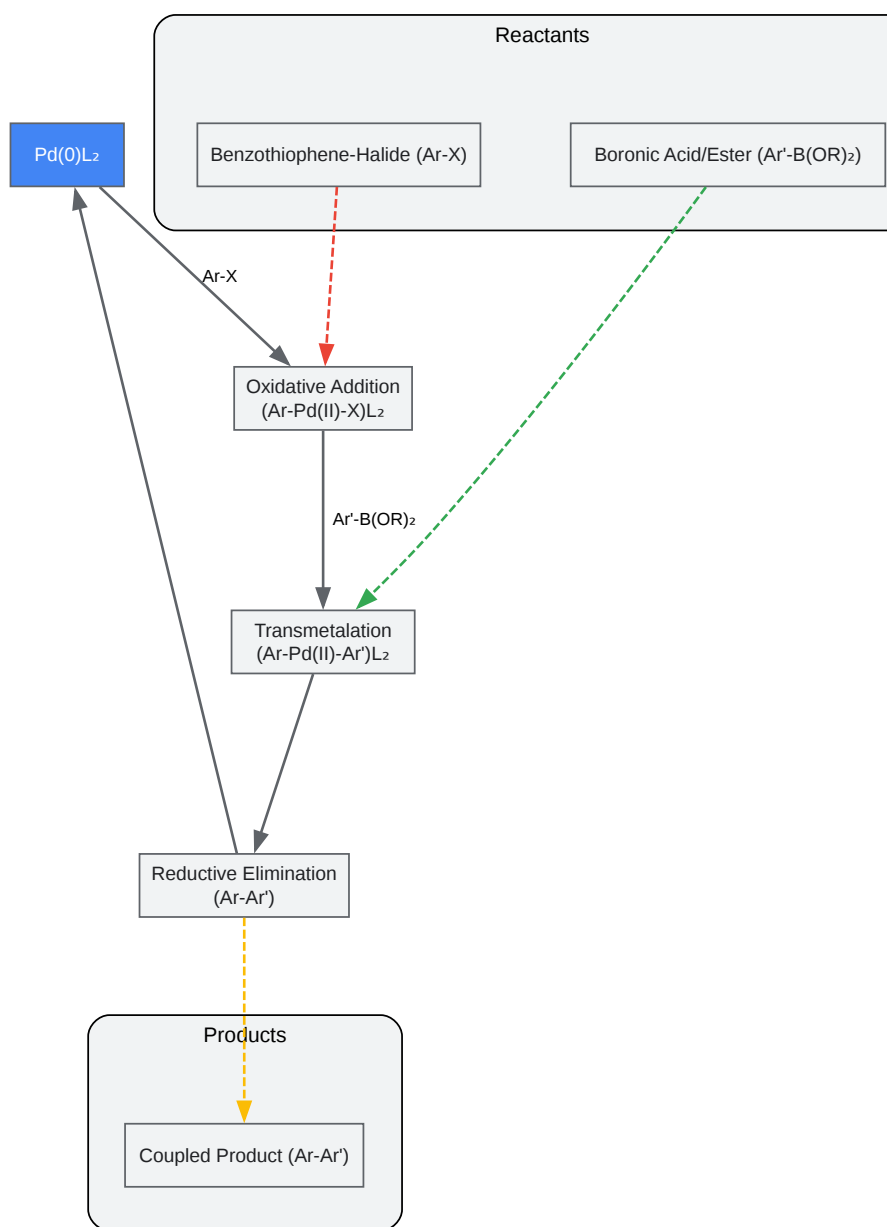 Reactants
Pd(0)L₂
Benzothiophene-Halide (Ar-X)
Boronic Acid/Ester (Ar'-B(OR)₂)
Ar-X
Oxidative Addition
(Ar-Pd(II)-X)L₂
Ar'-B(OR)₂
Transmetalation
(Ar-Pd(II)-Ar')L₂
Reductive Elimination
(Ar-Ar')
Products
Coupled Product (Ar-Ar')